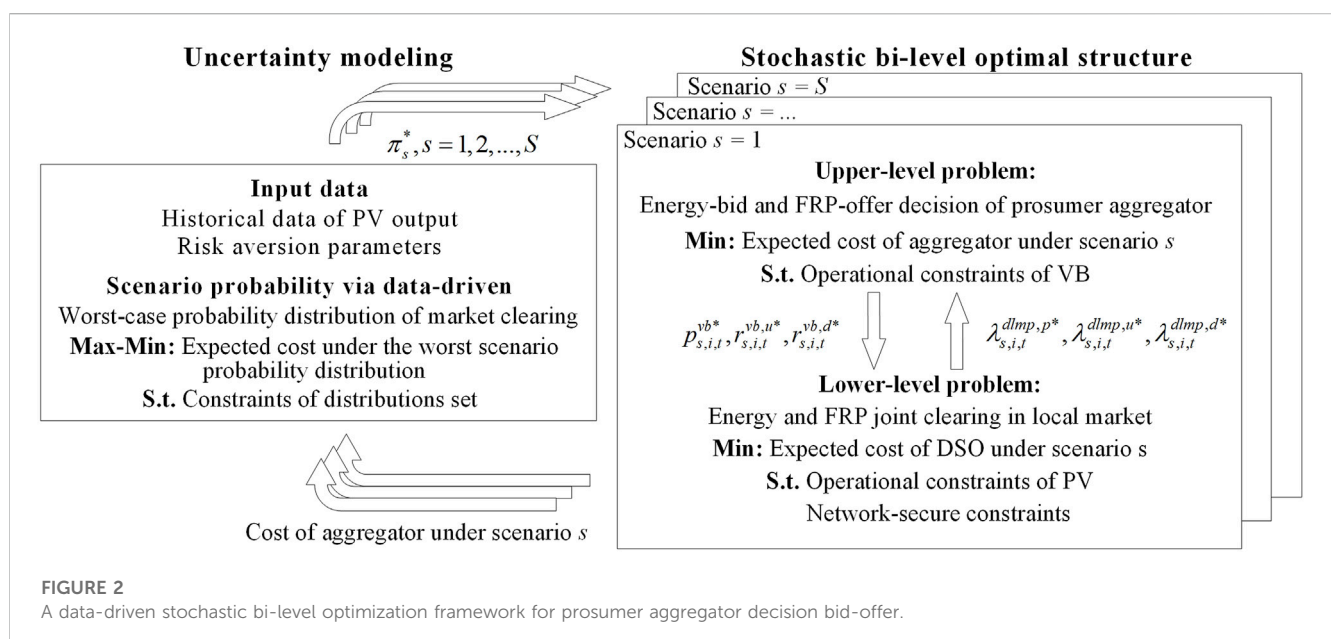 Uncertainty modeling
π*s, s = 1,2,...,S
Input data
Historical data of PV output
Risk aversion parameters
Scenario probability via data-driven
Worst-case probability distribution of market clearing
Max-Min: Expected cost under the worst scenario
probability distribution
S.t. Constraints of distributions set
Cost of aggregator under scenario s
Stochastic bi-level optimal structure
Scenario s = S
Scenario s = ...
Scenario s = 1
Upper-level problem:
Energy-bid and FRP-offer decision of prosumer aggregator
Min: Expected cost of aggregator under scenario s
S.t. Operational constraints of VB
p^{vb*}_{s,i,t}, r^{vb,u*}_{s,i,t}, r^{vb,d*}_{s,i,t}
λ^{dlmp,p*}_{s,i,t}, λ^{dlmp,u*}_{s,i,t}, λ^{dlmp,d*}_{s,i,t}
Lower-level problem:
Energy and FRP joint clearing in local market
Min: Expected cost of DSO under scenario s
S.t. Operational constraints of PV
Network-secure constraints
FIGURE 2
A data-driven stochastic bi-level optimization framework for prosumer aggregator decision bid-offer.